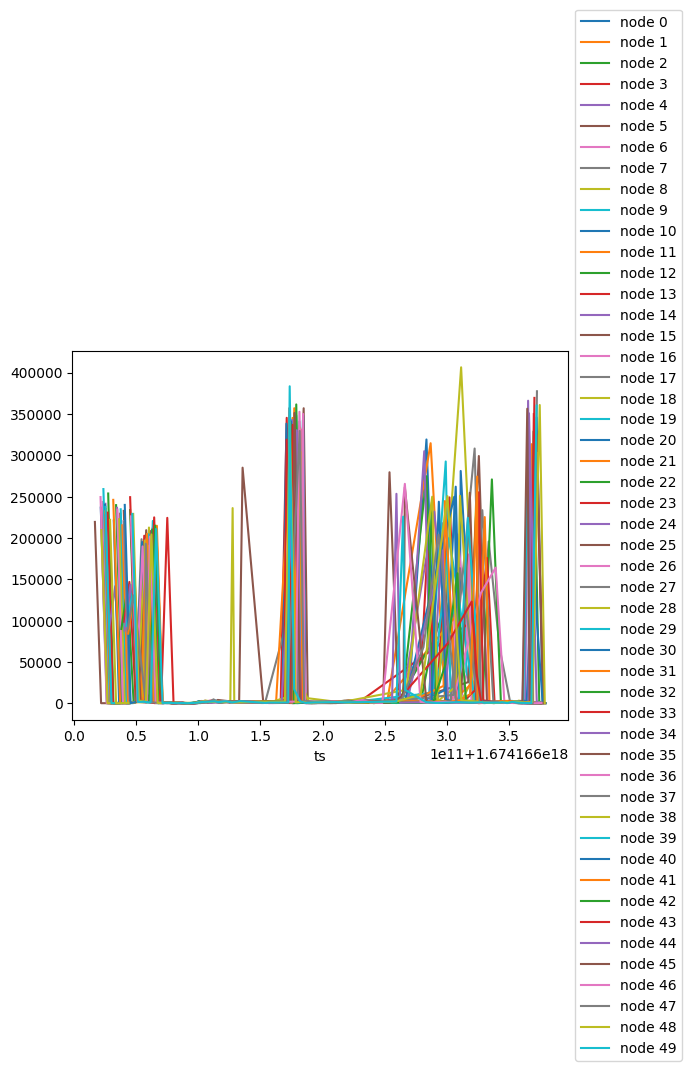 400000
350000
300000
250000
200000
150000
100000
50000
0
0.0 0.5 1.0 1.5 2.0 2.5 3.0 3.5
ts
1e11+1.674166e18
node 0
node 1
node 2
node 3
node 4
node 5
node 6
node 7
node 8
node 9
node 10
node 11
node 12
node 13
node 14
node 15
node 16
node 17
node 18
node 19
node 20
node 21
node 22
node 23
node 24
node 25
node 26
node 27
node 28
node 29
node 30
node 31
node 32
node 33
node 34
node 35
node 36
node 37
node 38
node 39
node 40
node 41
node 42
node 43
node 44
node 45
node 46
node 47
node 48
node 49